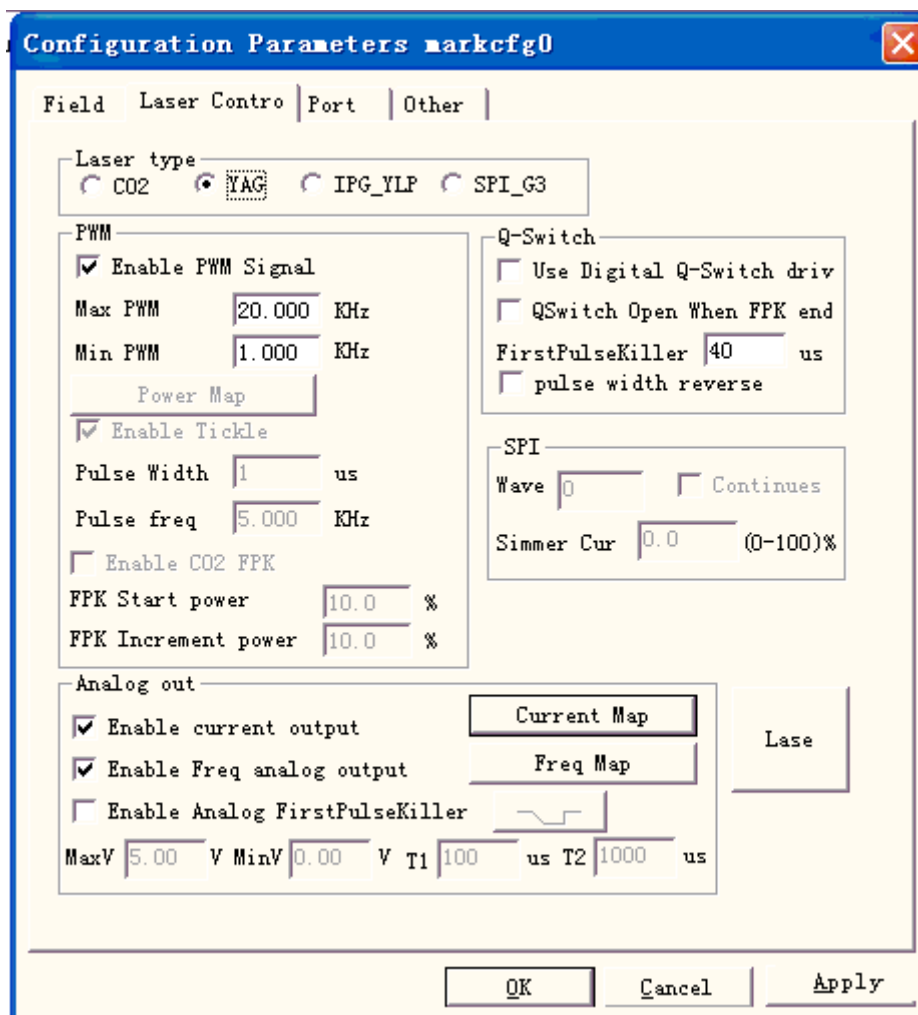 Configuration Parameters markcfg0
Field Laser Contro Port Other
Laser type
CO2 YAG IPG_YLP SPI_G3
PWM
Enable PWM Signal
Max PWM 20.000 KHz
Min PWM 1.000 KHz
Power Map
Enable Tickle
Pulse Width 1 us
Pulse freq 5.000 KHz
Enable CO2 FPK
FPK Start power 10.0 %
FPK Increment power 10.0 %
Q-Switch
Use Digital Q-Switch driv
QSwitch Open When FPK end
FirstPulseKiller 40 us
pulse width reverse
SPI
Wave 0 Continues
Simmer Cur 0.0 (0-100)%
Analog out
Enable current output Current Map
Enable Freq analog output Freq Map
Enable Analog FirstPulseKiller
MaxV 5.00 V MinV 0.00 V T1 100 us T2 1000 us
Lase
OK Cancel Apply